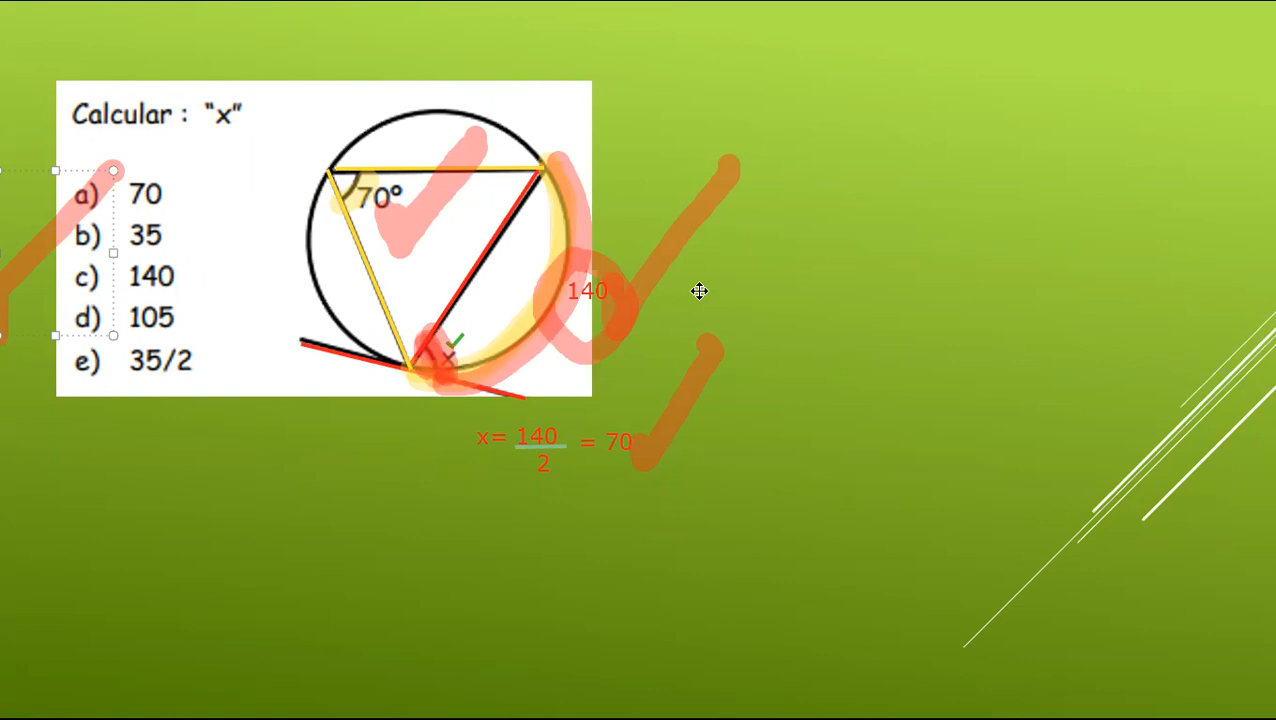 Calcular : “x”
a) 70
b) 35
c) 140
d) 105
e) 35/2
70°
x
140
x= 140
2
= 70